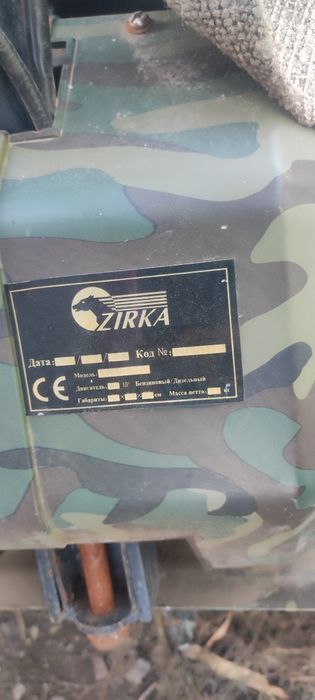 ZIRKA
Дата: / / Код №:
Модель:
CE Двигатель: HP Бензиновый/Дизельный
Габариты: × × см Масса нетто: кг